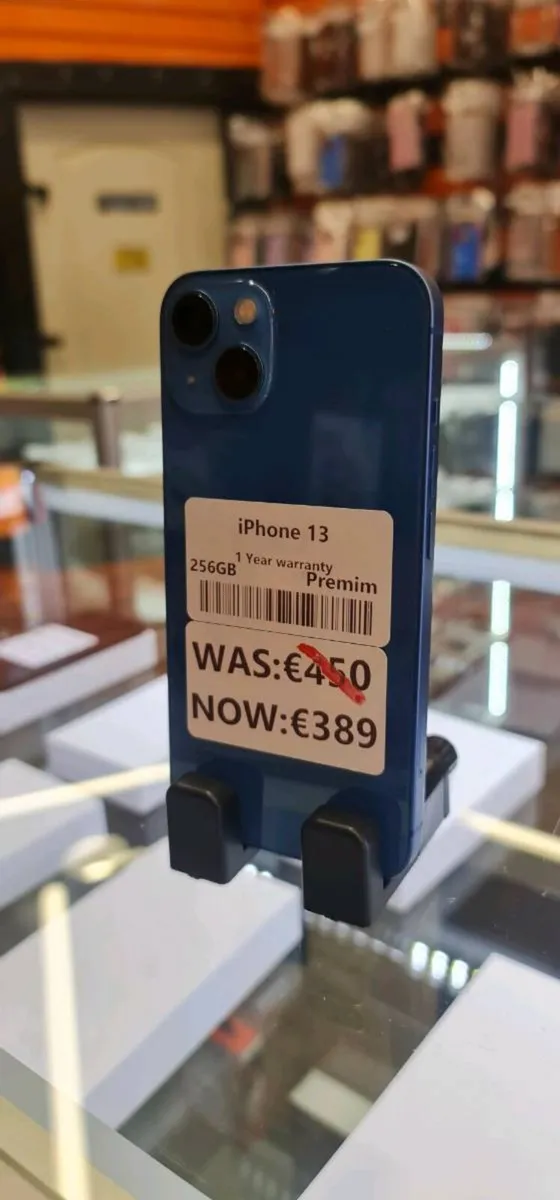 iPhone 13
1 Year warranty
256GB Premim
WAS:€450
NOW:€389